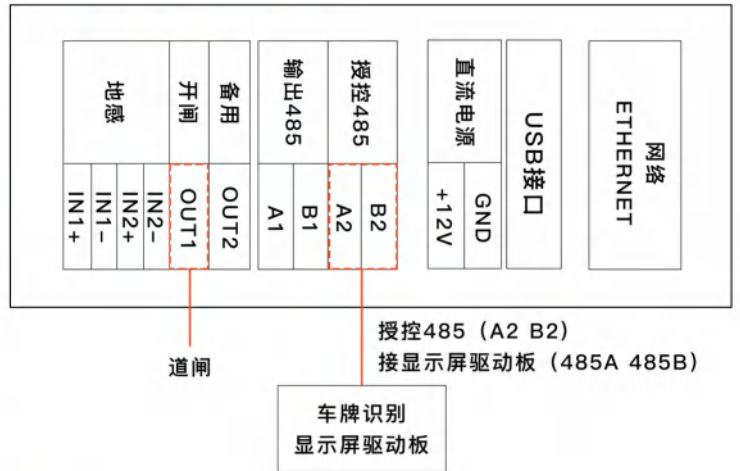 地感
开闸
备用
输出485
授控485
直流电源
USB接口
网络
ETHERNET
IN1+
IN1-
IN2+
IN2-
OUT1
OUT2
A1
B1
A2
B2
+12V
GND
道闸
授控485（A2 B2）
接显示屏驱动板（485A 485B）
车牌识别
显示屏驱动板